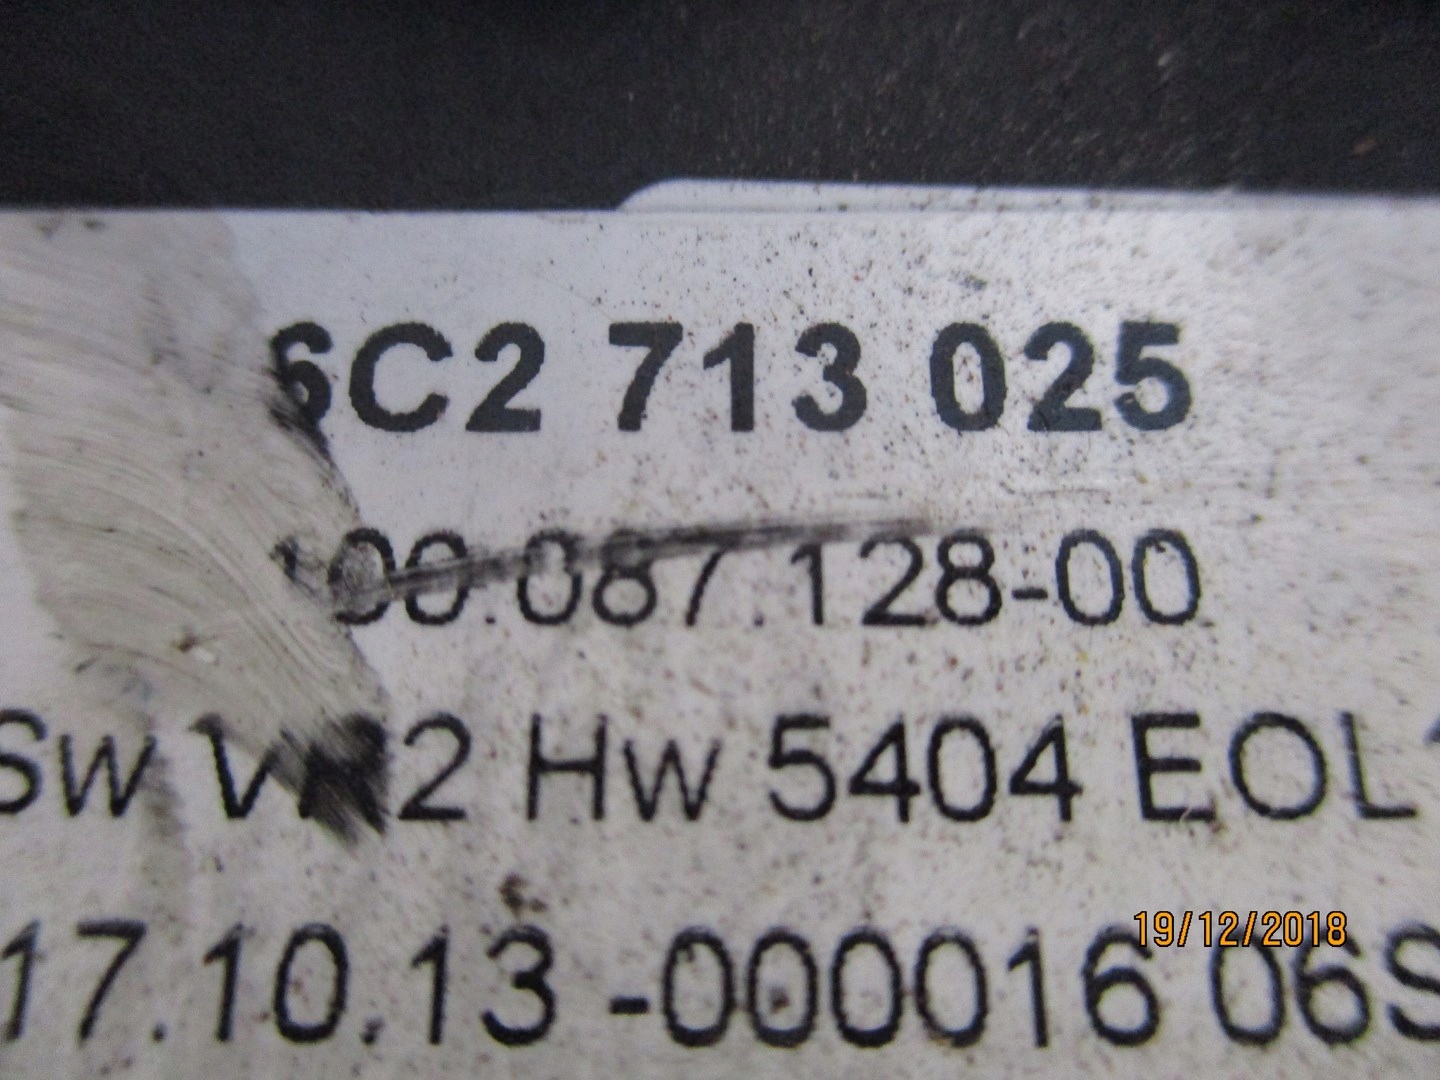 6C2 713 025
100.087.128-00
Sw 2 Hw 5404 EOL
17.10.13 -000016 06S
19/12/2018